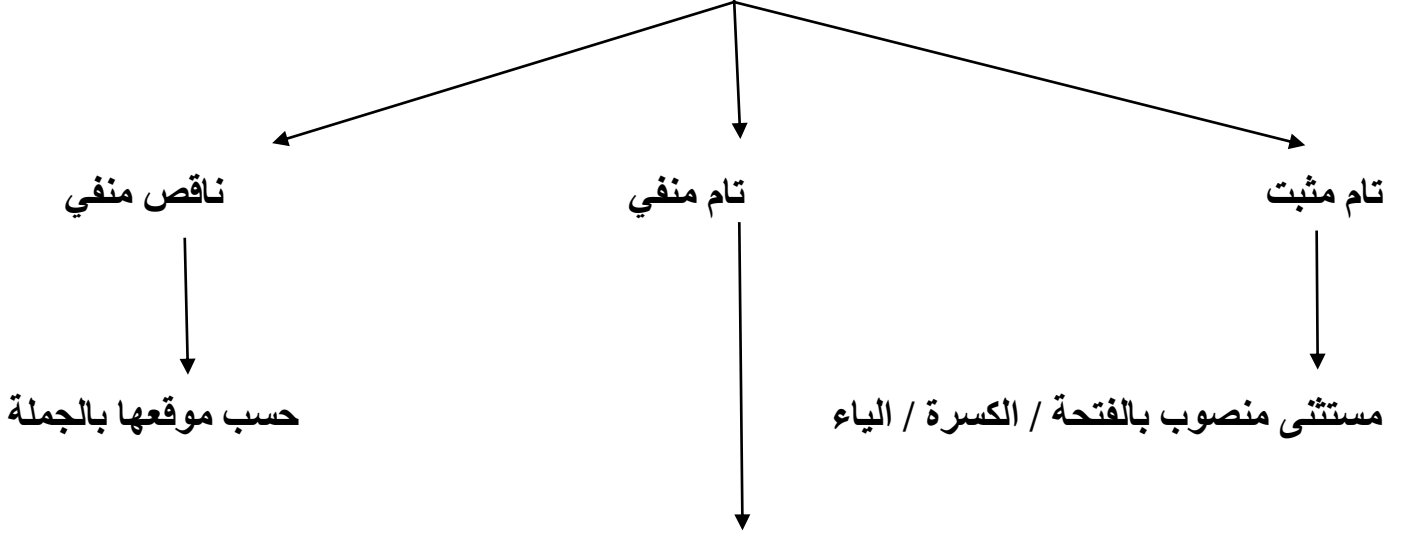 تام مثبت
تام منفي
ناقص منفي
مستثنى منصوب بالفتحة / الكسرة / الياء
حسب موقعها بالجملة